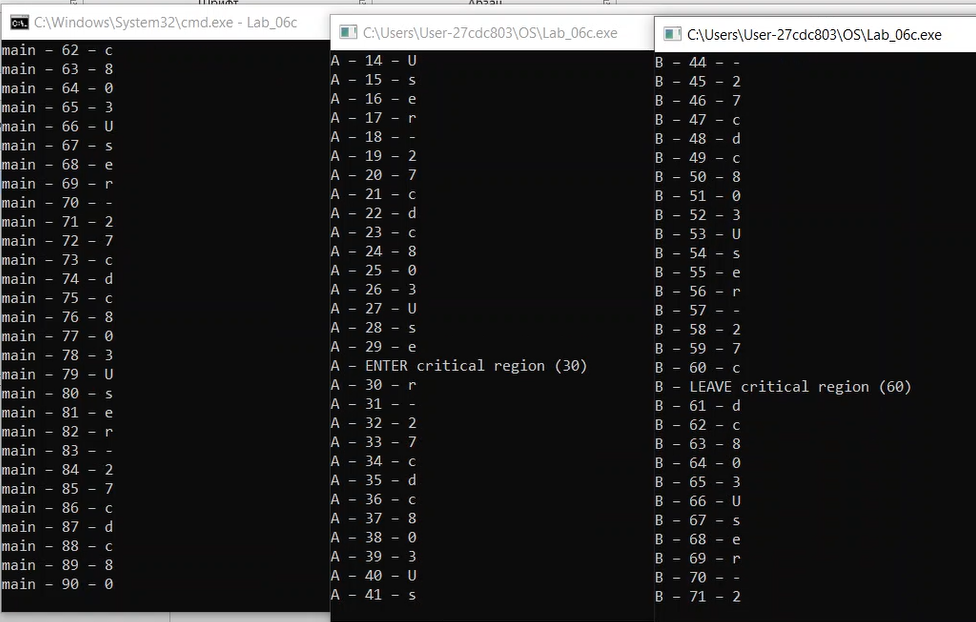 Шрифт
Абзац
C:\Windows\System32\cmd.exe - Lab_06c
main - 62 - c
main - 63 - 8
main - 64 - 0
main - 65 - 3
main - 66 - U
main - 67 - s
main - 68 - e
main - 69 - r
main - 70 - -
main - 71 - 2
main - 72 - 7
main - 73 - c
main - 74 - d
main - 75 - c
main - 76 - 8
main - 77 - 0
main - 78 - 3
main - 79 - U
main - 80 - s
main - 81 - e
main - 82 - r
main - 83 - -
main - 84 - 2
main - 85 - 7
main - 86 - c
main - 87 - d
main - 88 - c
main - 89 - 8
main - 90 - 0
C:\Users\User-27cdc803\OS\Lab_06c.exe
A - 14 - U
A - 15 - s
A - 16 - e
A - 17 - r
A - 18 - -
A - 19 - 2
A - 20 - 7
A - 21 - c
A - 22 - d
A - 23 - c
A - 24 - 8
A - 25 - 0
A - 26 - 3
A - 27 - U
A - 28 - s
A - 29 - e
A - ENTER critical region (30)
A - 30 - r
A - 31 - -
A - 32 - 2
A - 33 - 7
A - 34 - c
A - 35 - d
A - 36 - c
A - 37 - 8
A - 38 - 0
A - 39 - 3
A - 40 - U
A - 41 - s
C:\Users\User-27cdc803\OS\Lab_06c.exe
B - 44 - -
B - 45 - 2
B - 46 - 7
B - 47 - c
B - 48 - d
B - 49 - c
B - 50 - 8
B - 51 - 0
B - 52 - 3
B - 53 - U
B - 54 - s
B - 55 - e
B - 56 - r
B - 57 - -
B - 58 - 2
B - 59 - 7
B - 60 - c
B - LEAVE critical region (60)
B - 61 - d
B - 62 - c
B - 63 - 8
B - 64 - 0
B - 65 - 3
B - 66 - U
B - 67 - s
B - 68 - e
B - 69 - r
B - 70 - -
B - 71 - 2